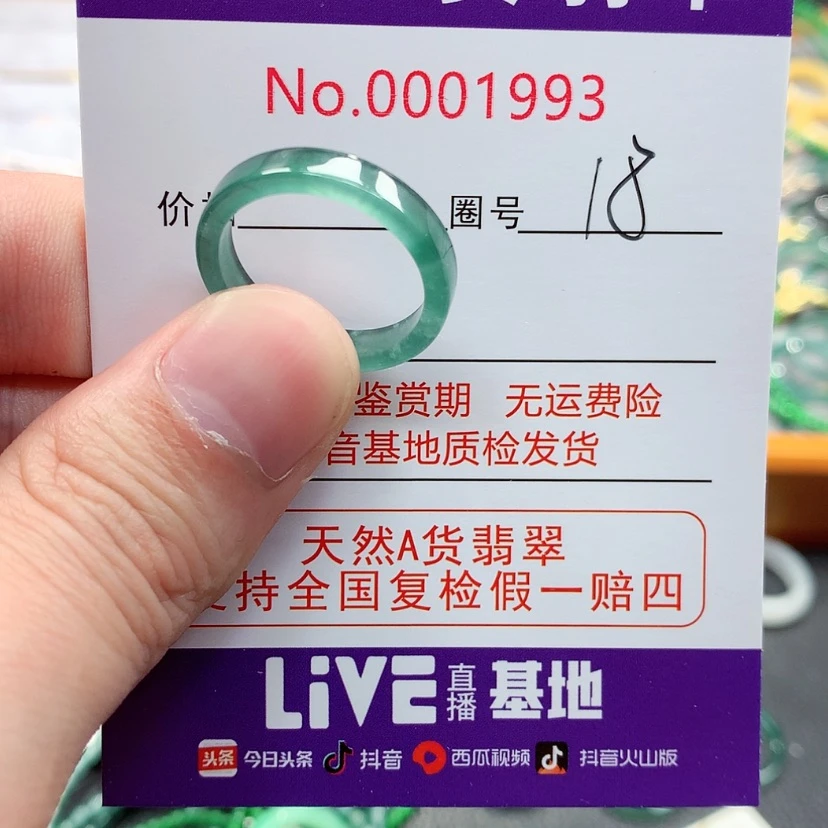 No.0001993
价 圈号 18
鉴赏期 无运费险
音基地质检发货
天然A货翡翠
持全国复检假一赔四
LiVE 直播 基地
头条 今日头条 抖音 西瓜视频 抖音火山版